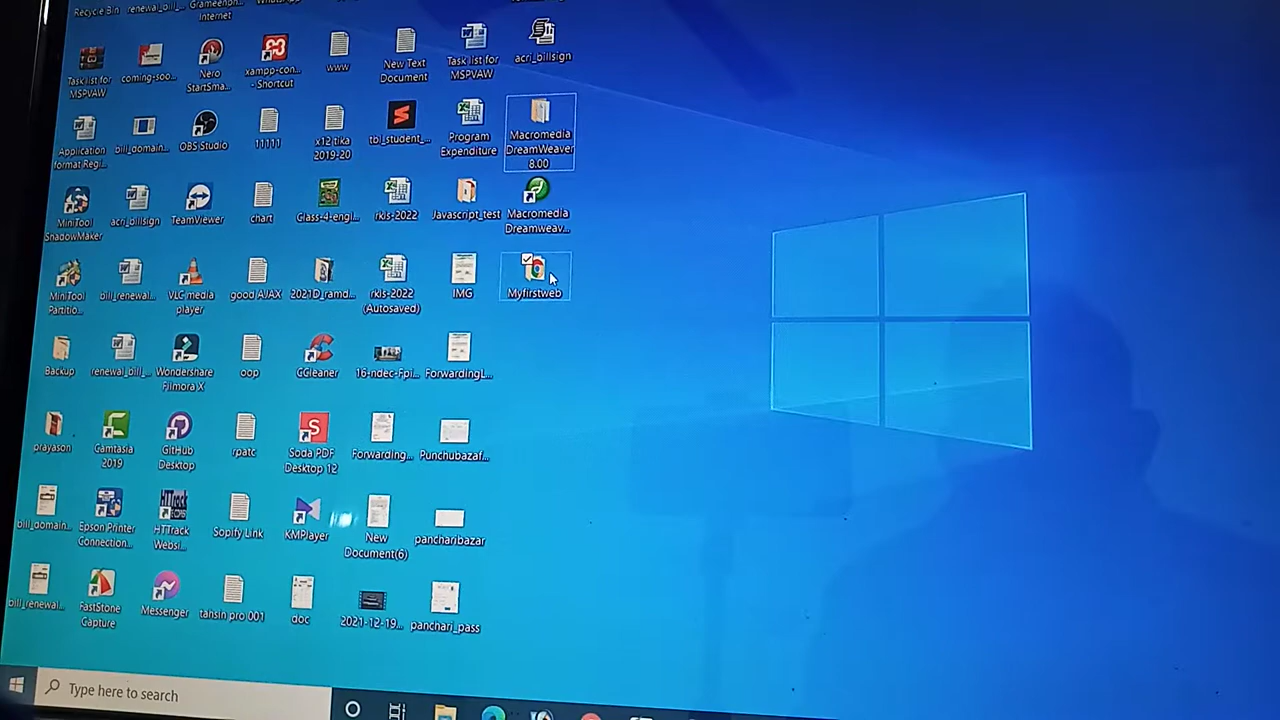 Recycle Bin
renewal_bill_...
Grameenph...
Internet
Task list for
MSPVAW
coming-soo...
Nero
StartSma...
xampp-con...
- Shortcut
www
New Text
Document
Task list for
MSPVAW
acri_billsign
Application
format Regi...
bill_domain...
OBS Studio
11111
x12 tika
2019-20
tbl_student_...
Program
Expenditure
Macromedia
DreamWeaver
8.00
MiniTool
ShadowMaker
acri_billsign
TeamViewer
chart
Class-4-engl...
rkls-2022
Javascript_test
Macromedia
Dreamweav...
MiniTool
Partitio...
bill_renewal...
VLC media
player
good AJAX
2021D_ramd...
rkls-2022
(Autosaved)
IMG
Myfirstweb
Backup
renewal_bill_...
Wondershare
Filmora X
oop
CCleaner
16-ndec-Fpi...
ForwardingL...
prayason
Camtasia
2019
GitHub
Desktop
rpatc
Soda PDF
Desktop 12
Forwarding...
Punchubazaf...
bill_domain...
Epson Printer
Connection...
HTTrack
Websi...
Sopify Link
KMPlayer
New
Document(6)
pancharibazar
bill_renewal...
FastStone
Capture
Messenger
tahsin pro 001
doc
2021-12-19...
panchari_pass
Type here to search